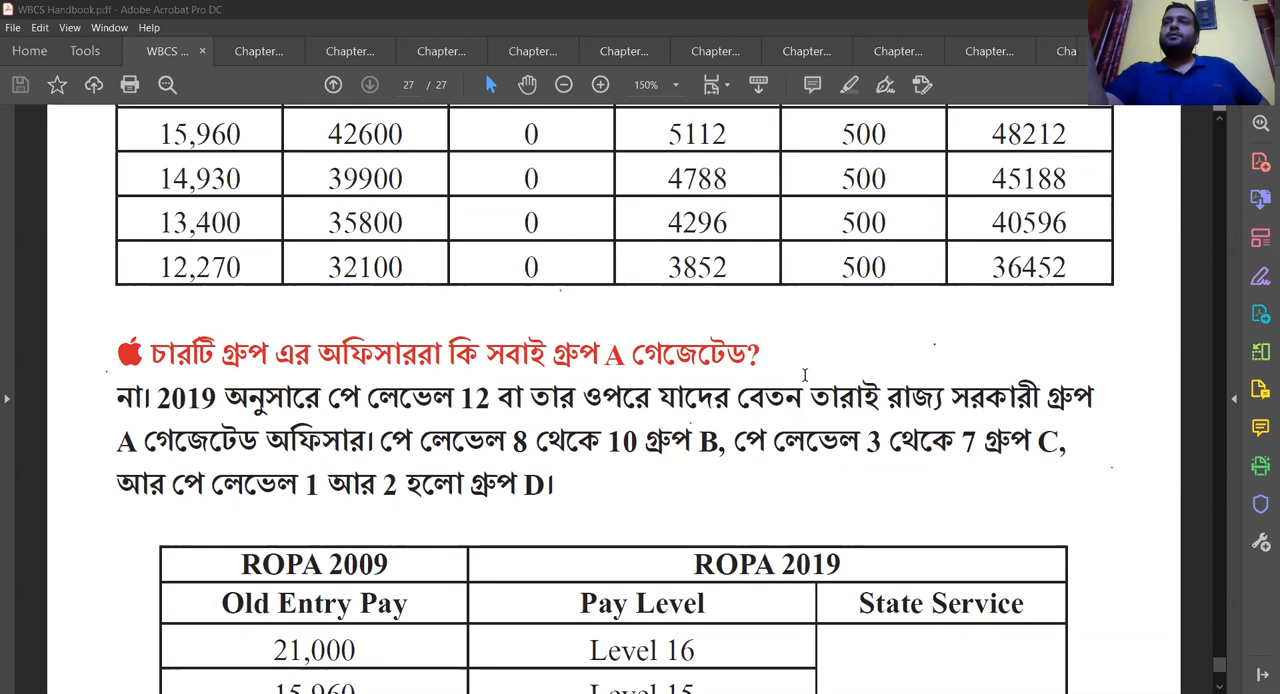 WBCS Handbook.pdf - Adobe Acrobat Pro DC
File Edit View Window Help
Home Tools WBCS ... × Chapter... Chapter... Chapter... Chapter... Chapter... Chapter... Chapter... Chapter... Chapter... Cha
27 / 27 150%
15,960 42600 0 5112 500 48212
14,930 39900 0 4788 500 45188
13,400 35800 0 4296 500 40596
12,270 32100 0 3852 500 36452
চারটি গ্রুপ এর অফিসাররা কি সবাই গ্রুপ A গেজেটেড?
না। 2019 অনুসারে পে লেভেল 12 বা তার ওপরে যাদের বেতন তারাই রাজ্য সরকারী গ্রুপ
A গেজেটেড অফিসার। পে লেভেল 8 থেকে 10 গ্রুপ B, পে লেভেল 3 থেকে 7 গ্রুপ C,
আর পে লেভেল 1 আর 2 হলো গ্রুপ D।
ROPA 2009 ROPA 2019
Old Entry Pay Pay Level State Service
21,000 Level 16
15,960 Level 15